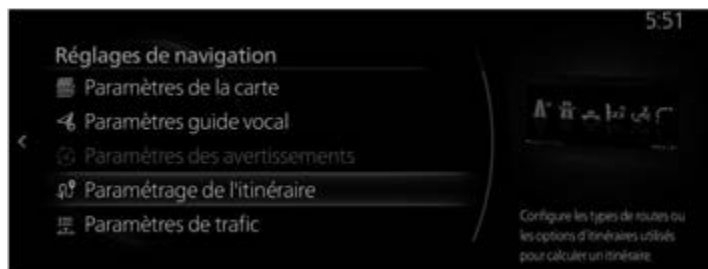 5:51
Réglages de navigation
Paramètres de la carte
Paramètres guide vocal
Paramètres des avertissements
Paramétrage de l'itinéraire
Paramètres de trafic
Configure les types de routes ou
les options d'itinéraires utilisés
pour calculer un itinéraire